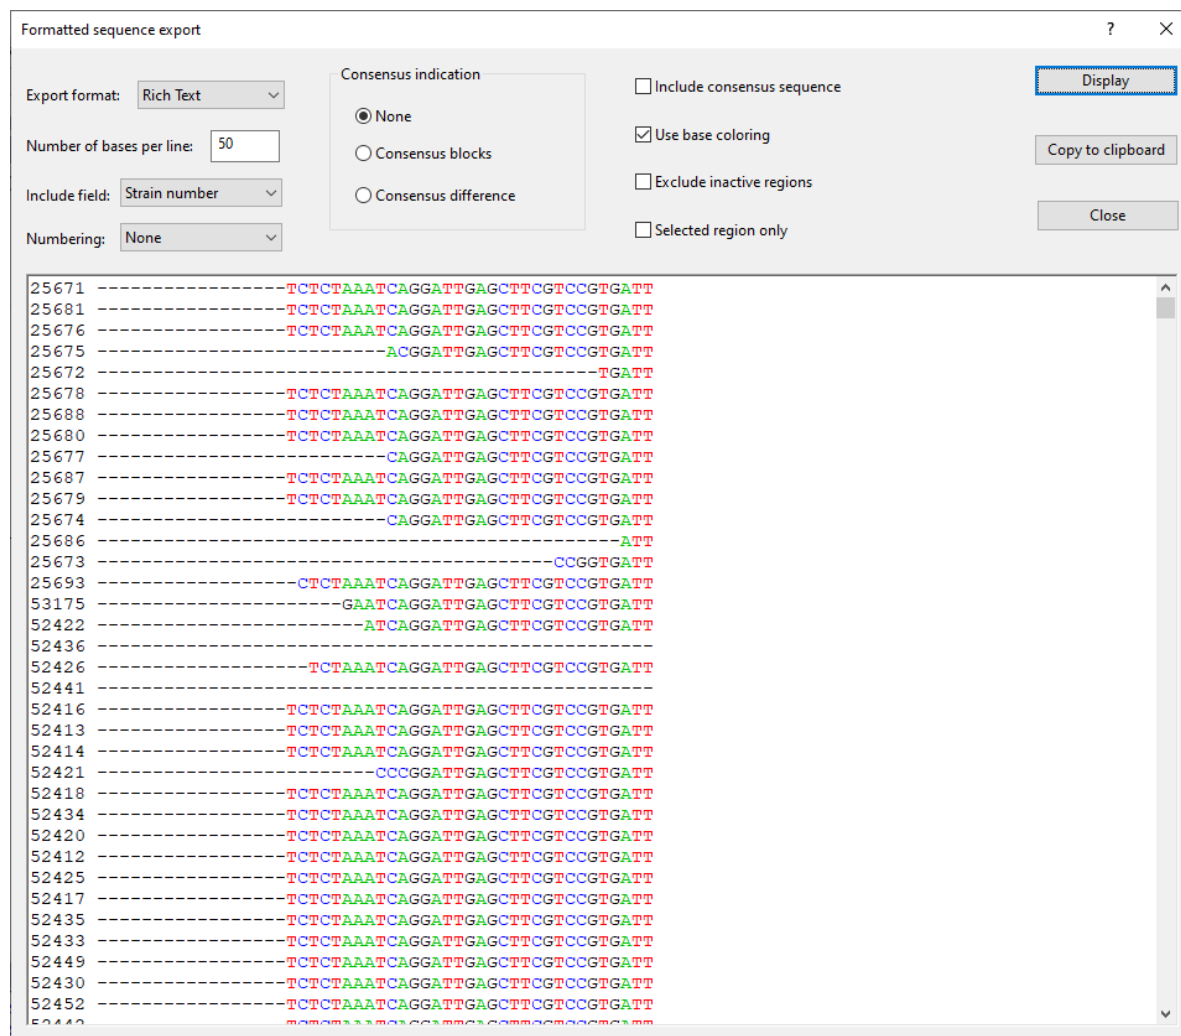 Formatted sequence export
Export format: Rich Text
Number of bases per line: 50
Include field: Strain number
Numbering: None
Consensus indication
None
Consensus blocks
Consensus difference
Include consensus sequence
Use base coloring
Exclude inactive regions
Selected region only
Display
Copy to clipboard
Close
25671 -----------------TCTCTAAATCAGGATTGAGCTTCGTCCGTGATT
25681 -----------------TCTCTAAATCAGGATTGAGCTTCGTCCGTGATT
25676 -----------------TCTCTAAATCAGGATTGAGCTTCGTCCGTGATT
25675 --------------------------ACGGATTGAGCTTCGTCCGTGATT
25672 ---------------------------------------------TGATT
25678 -----------------TCTCTAAATCAGGATTGAGCTTCGTCCGTGATT
25688 -----------------TCTCTAAATCAGGATTGAGCTTCGTCCGTGATT
25680 -----------------TCTCTAAATCAGGATTGAGCTTCGTCCGTGATT
25677 --------------------------CAGGATTGAGCTTCGTCCGTGATT
25687 -----------------TCTCTAAATCAGGATTGAGCTTCGTCCGTGATT
25679 -----------------TCTCTAAATCAGGATTGAGCTTCGTCCGTGATT
25674 --------------------------CAGGATTGAGCTTCGTCCGTGATT
25686 -----------------------------------------------ATT
25673 -----------------------------------------CCGGTGATT
25693 ------------------CTCTAAATCAGGATTGAGCTTCGTCCGTGATT
53175 ----------------------GAATCAGGATTGAGCTTCGTCCGTGATT
52422 ------------------------ATCAGGATTGAGCTTCGTCCGTGATT
52436 --------------------------------------------------
52426 -------------------TCTAAATCAGGATTGAGCTTCGTCCGTGATT
52441 --------------------------------------------------
52416 -----------------TCTCTAAATCAGGATTGAGCTTCGTCCGTGATT
52413 -----------------TCTCTAAATCAGGATTGAGCTTCGTCCGTGATT
52414 -----------------TCTCTAAATCAGGATTGAGCTTCGTCCGTGATT
52421 -------------------------CCCGGATTGAGCTTCGTCCGTGATT
52418 -----------------TCTCTAAATCAGGATTGAGCTTCGTCCGTGATT
52434 -----------------TCTCTAAATCAGGATTGAGCTTCGTCCGTGATT
52420 -----------------TCTCTAAATCAGGATTGAGCTTCGTCCGTGATT
52412 -----------------TCTCTAAATCAGGATTGAGCTTCGTCCGTGATT
52425 -----------------TCTCTAAATCAGGATTGAGCTTCGTCCGTGATT
52417 -----------------TCTCTAAATCAGGATTGAGCTTCGTCCGTGATT
52435 -----------------TCTCTAAATCAGGATTGAGCTTCGTCCGTGATT
52433 -----------------TCTCTAAATCAGGATTGAGCTTCGTCCGTGATT
52449 -----------------TCTCTAAATCAGGATTGAGCTTCGTCCGTGATT
52430 -----------------TCTCTAAATCAGGATTGAGCTTCGTCCGTGATT
52452 -----------------TCTCTAAATCAGGATTGAGCTTCGTCCGTGATT